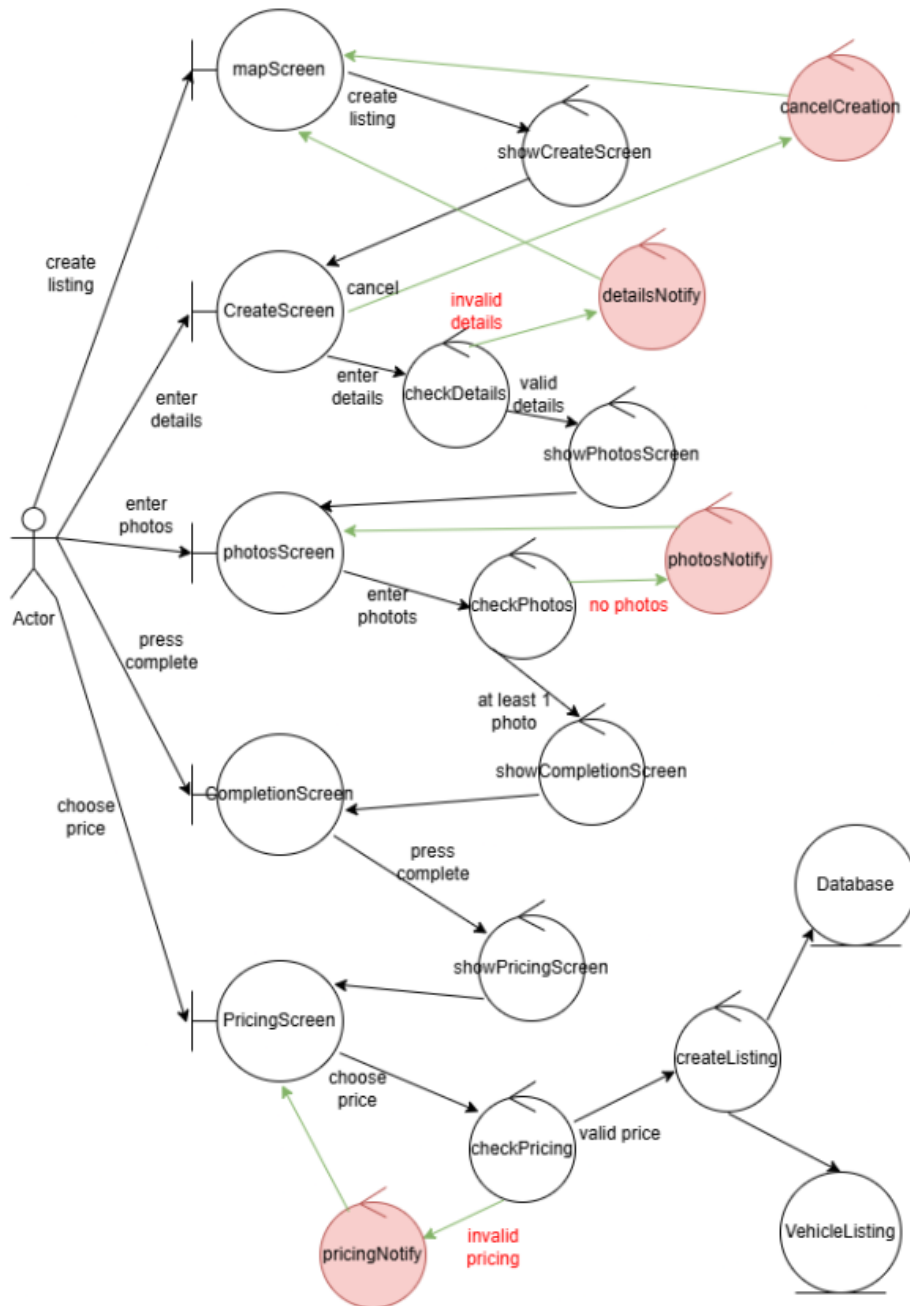 mapScreen
create
listing
cancelCreation
showCreateScreen
create
listing
CreateScreen
cancel
invalid
details
detailsNotify
enter
details
checkDetails
valid
details
enter
details
showPhotosScreen
enter
photos
photosScreen
photosNotify
enter
photots
checkPhotos
no photos
Actor
press
complete
at least 1
photo
showCompletionScreen
CompletionScreen
choose
price
press
complete
Database
showPricingScreen
PricingScreen
createListing
choose
price
valid price
checkPricing
VehicleListing
invalid
pricing
pricingNotify